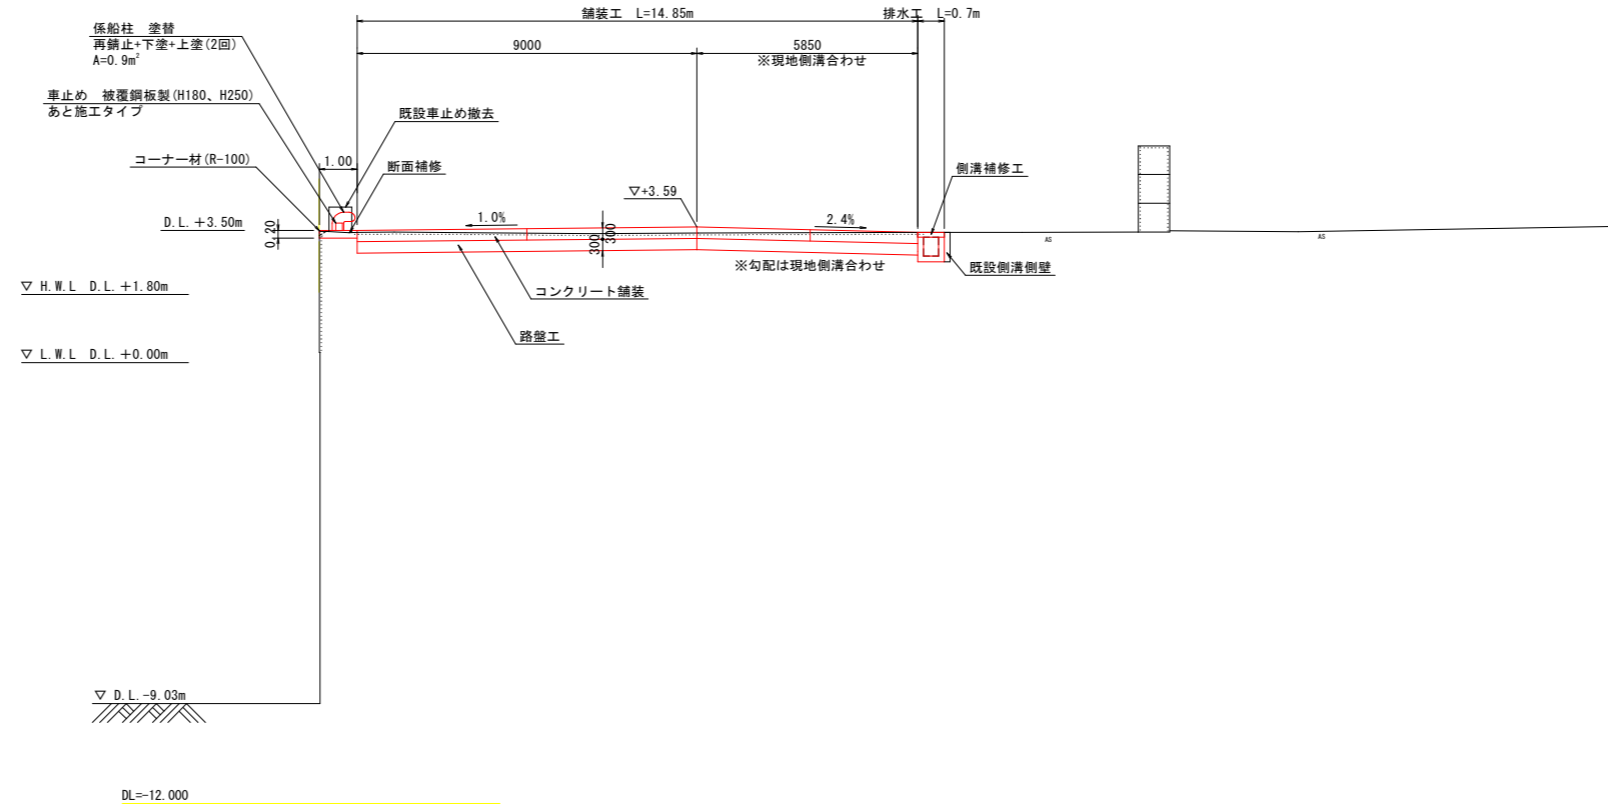 舗装工 L=14.85m
排水工 L=0.7m
係船柱 塗替
再錆止+下塗+上塗(2回)
A=0.9m²
9000
5850
※現地側溝合わせ
車止め 被覆鋼板製(H180、H250)
あと施工タイプ
既設車止め撤去
コーナー材(R-100)
1.00
断面補修
側溝補修工
▽+3.59
D.L.+3.50m
0.20
1.0%
300
300
2.4%
AS
AS
※勾配は現地側溝合わせ
既設側溝側壁
▽ H.W.L D.L.+1.80m
コンクリート舗装
路盤工
▽ L.W.L D.L.+0.00m
▽ D.L.-9.03m
DL=-12.000